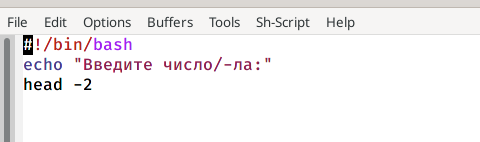 File Edit Options Buffers Tools Sh-Script Help
#!/bin/bash
echo "Введите число/-ла:"
head -2